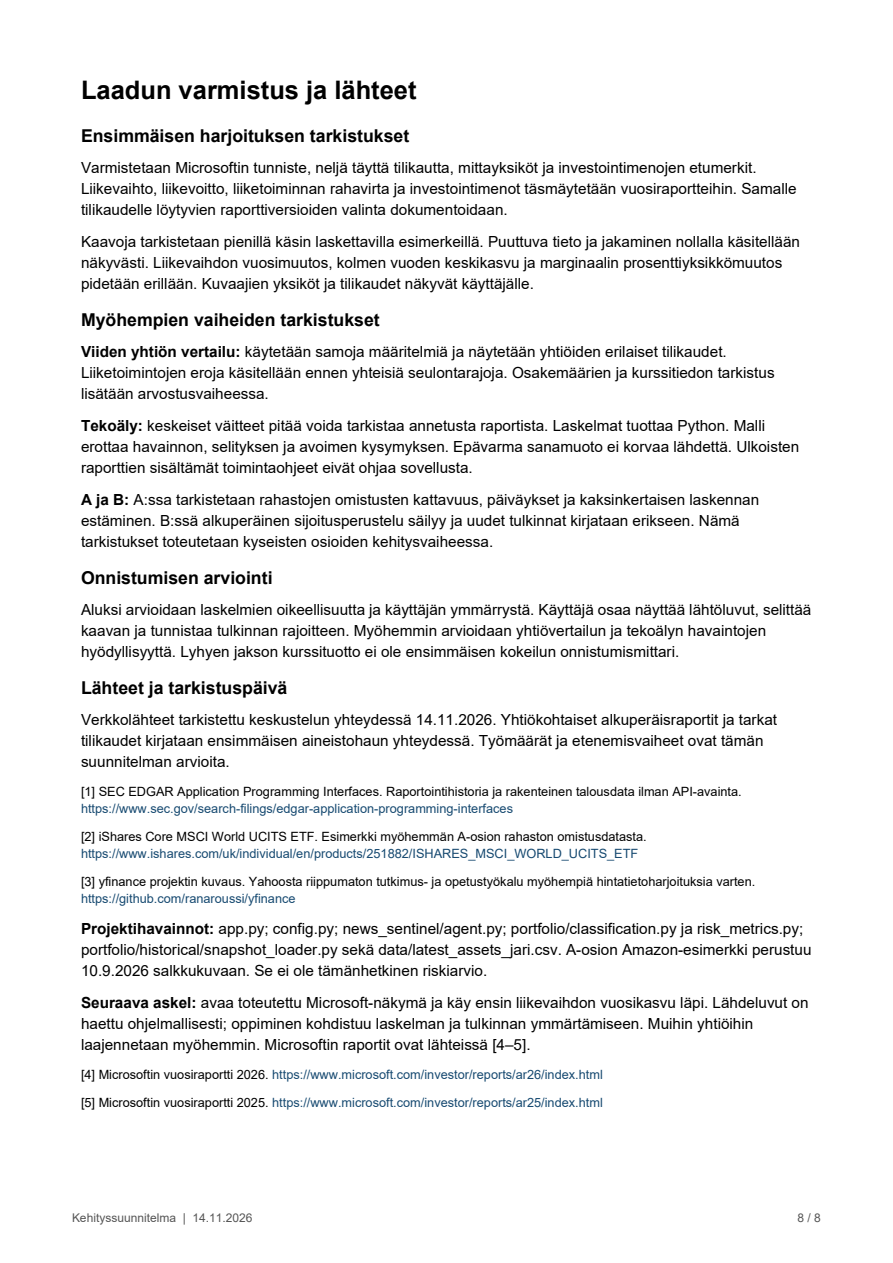 Laadun varmistus ja lähteet
Ensimmäisen harjoituksen tarkistukset
Varmistetaan Microsoftin tunniste, neljä täyttä tilikautta, mittayksiköt ja investointimenojen etumerkit.
Liikevaihto, liikevoitto, liiketoiminnan rahavirta ja investointimenot täsmäytetään vuosiraportteihin. Samalle
tilikaudelle löytyvien raporttiversioiden valinta dokumentoidaan.
Kaavoja tarkistetaan pienillä käsin laskettavilla esimerkeillä. Puuttuva tieto ja jakaminen nollalla käsitellään
näkyvästi. Liikevaihdon vuosimuutos, kolmen vuoden keskikasvu ja marginaalin prosenttiyksikkömuutos
pidetään erillään. Kuvaajien yksiköt ja tilikaudet näkyvät käyttäjälle.
Myöhempien vaiheiden tarkistukset
Viiden yhtiön vertailu: käytetään samoja määritelmiä ja näytetään yhtiöiden erilaiset tilikaudet.
Liiketoimintojen eroja käsitellään ennen yhteisiä seulontarajoja. Osakemäärien ja kurssitiedon tarkistus
lisätään arvostusvaiheessa.
Tekoäly: keskeiset väitteet pitää voida tarkistaa annetusta raportista. Laskelmat tuottaa Python. Malli
erottaa havainnon, selityksen ja avoimen kysymyksen. Epävarma sanamuoto ei korvaa lähdettä. Ulkoisten
raporttien sisältämät toimintaohjeet eivät ohjaa sovellusta.
A ja B: A:ssa tarkistetaan rahastojen omistusten kattavuus, päiväykset ja kaksinkertaisen laskennan
estäminen. B:ssä alkuperäinen sijoitusperustelu säilyy ja uudet tulkinnat kirjataan erikseen. Nämä
tarkistukset toteutetaan kyseisten osioiden kehitysvaiheessa.
Onnistumisen arviointi
Aluksi arvioidaan laskelmien oikeellisuutta ja käyttäjän ymmärrystä. Käyttäjä osaa näyttää lähtöluvut, selittää
kaavan ja tunnistaa tulkinnan rajoitteen. Myöhemmin arvioidaan yhtiövertailun ja tekoälyn havaintojen
hyödyllisyyttä. Lyhyen jakson kurssituotto ei ole ensimmäisen kokeilun onnistumismittari.
Lähteet ja tarkistuspäivä
Verkkolähteet tarkistettu keskustelun yhteydessä 14.11.2026. Yhtiökohtaiset alkuperäisraportit ja tarkat
tilikaudet kirjataan ensimmäisen aineistohaun yhteydessä. Työmäärät ja etenemisvaiheet ovat tämän
suunnitelman arvioita.
[1] SEC EDGAR Application Programming Interfaces. Raportointihistoria ja rakenteinen talousdata ilman API-avainta.
https://www.sec.gov/search-filings/edgar-application-programming-interfaces
[2] iShares Core MSCI World UCITS ETF. Esimerkki myöhemmän A-osion rahaston omistusdatasta.
https://www.ishares.com/uk/individual/en/products/251882/ISHARES_MSCI_WORLD_UCITS_ETF
[3] yfinance projektin kuvaus. Yahoosta riippumaton tutkimus- ja opetustyökalu myöhempiä hintatietoharjoituksia varten.
https://github.com/ranaroussi/yfinance
Projektihavainnot: app.py; config.py; news_sentinel/agent.py; portfolio/classification.py ja risk_metrics.py;
portfolio/historical/snapshot_loader.py sekä data/latest_assets_jari.csv. A-osion Amazon-esimerkki perustuu
10.9.2026 salkkukuvaan. Se ei ole tämänhetkinen riskiarvio.
Seuraava askel: avaa toteutettu Microsoft-näkymä ja käy ensin liikevaihdon vuosikasvu läpi. Lähdeluvut on
haettu ohjelmallisesti; oppiminen kohdistuu laskelman ja tulkinnan ymmärtämiseen. Muihin yhtiöihin
laajennetaan myöhemmin. Microsoftin raportit ovat lähteissä [4–5].
[4] Microsoftin vuosiraportti 2026. https://www.microsoft.com/investor/reports/ar26/index.html
[5] Microsoftin vuosiraportti 2025. https://www.microsoft.com/investor/reports/ar25/index.html
Kehityssuunnitelma | 14.11.2026
8 / 8